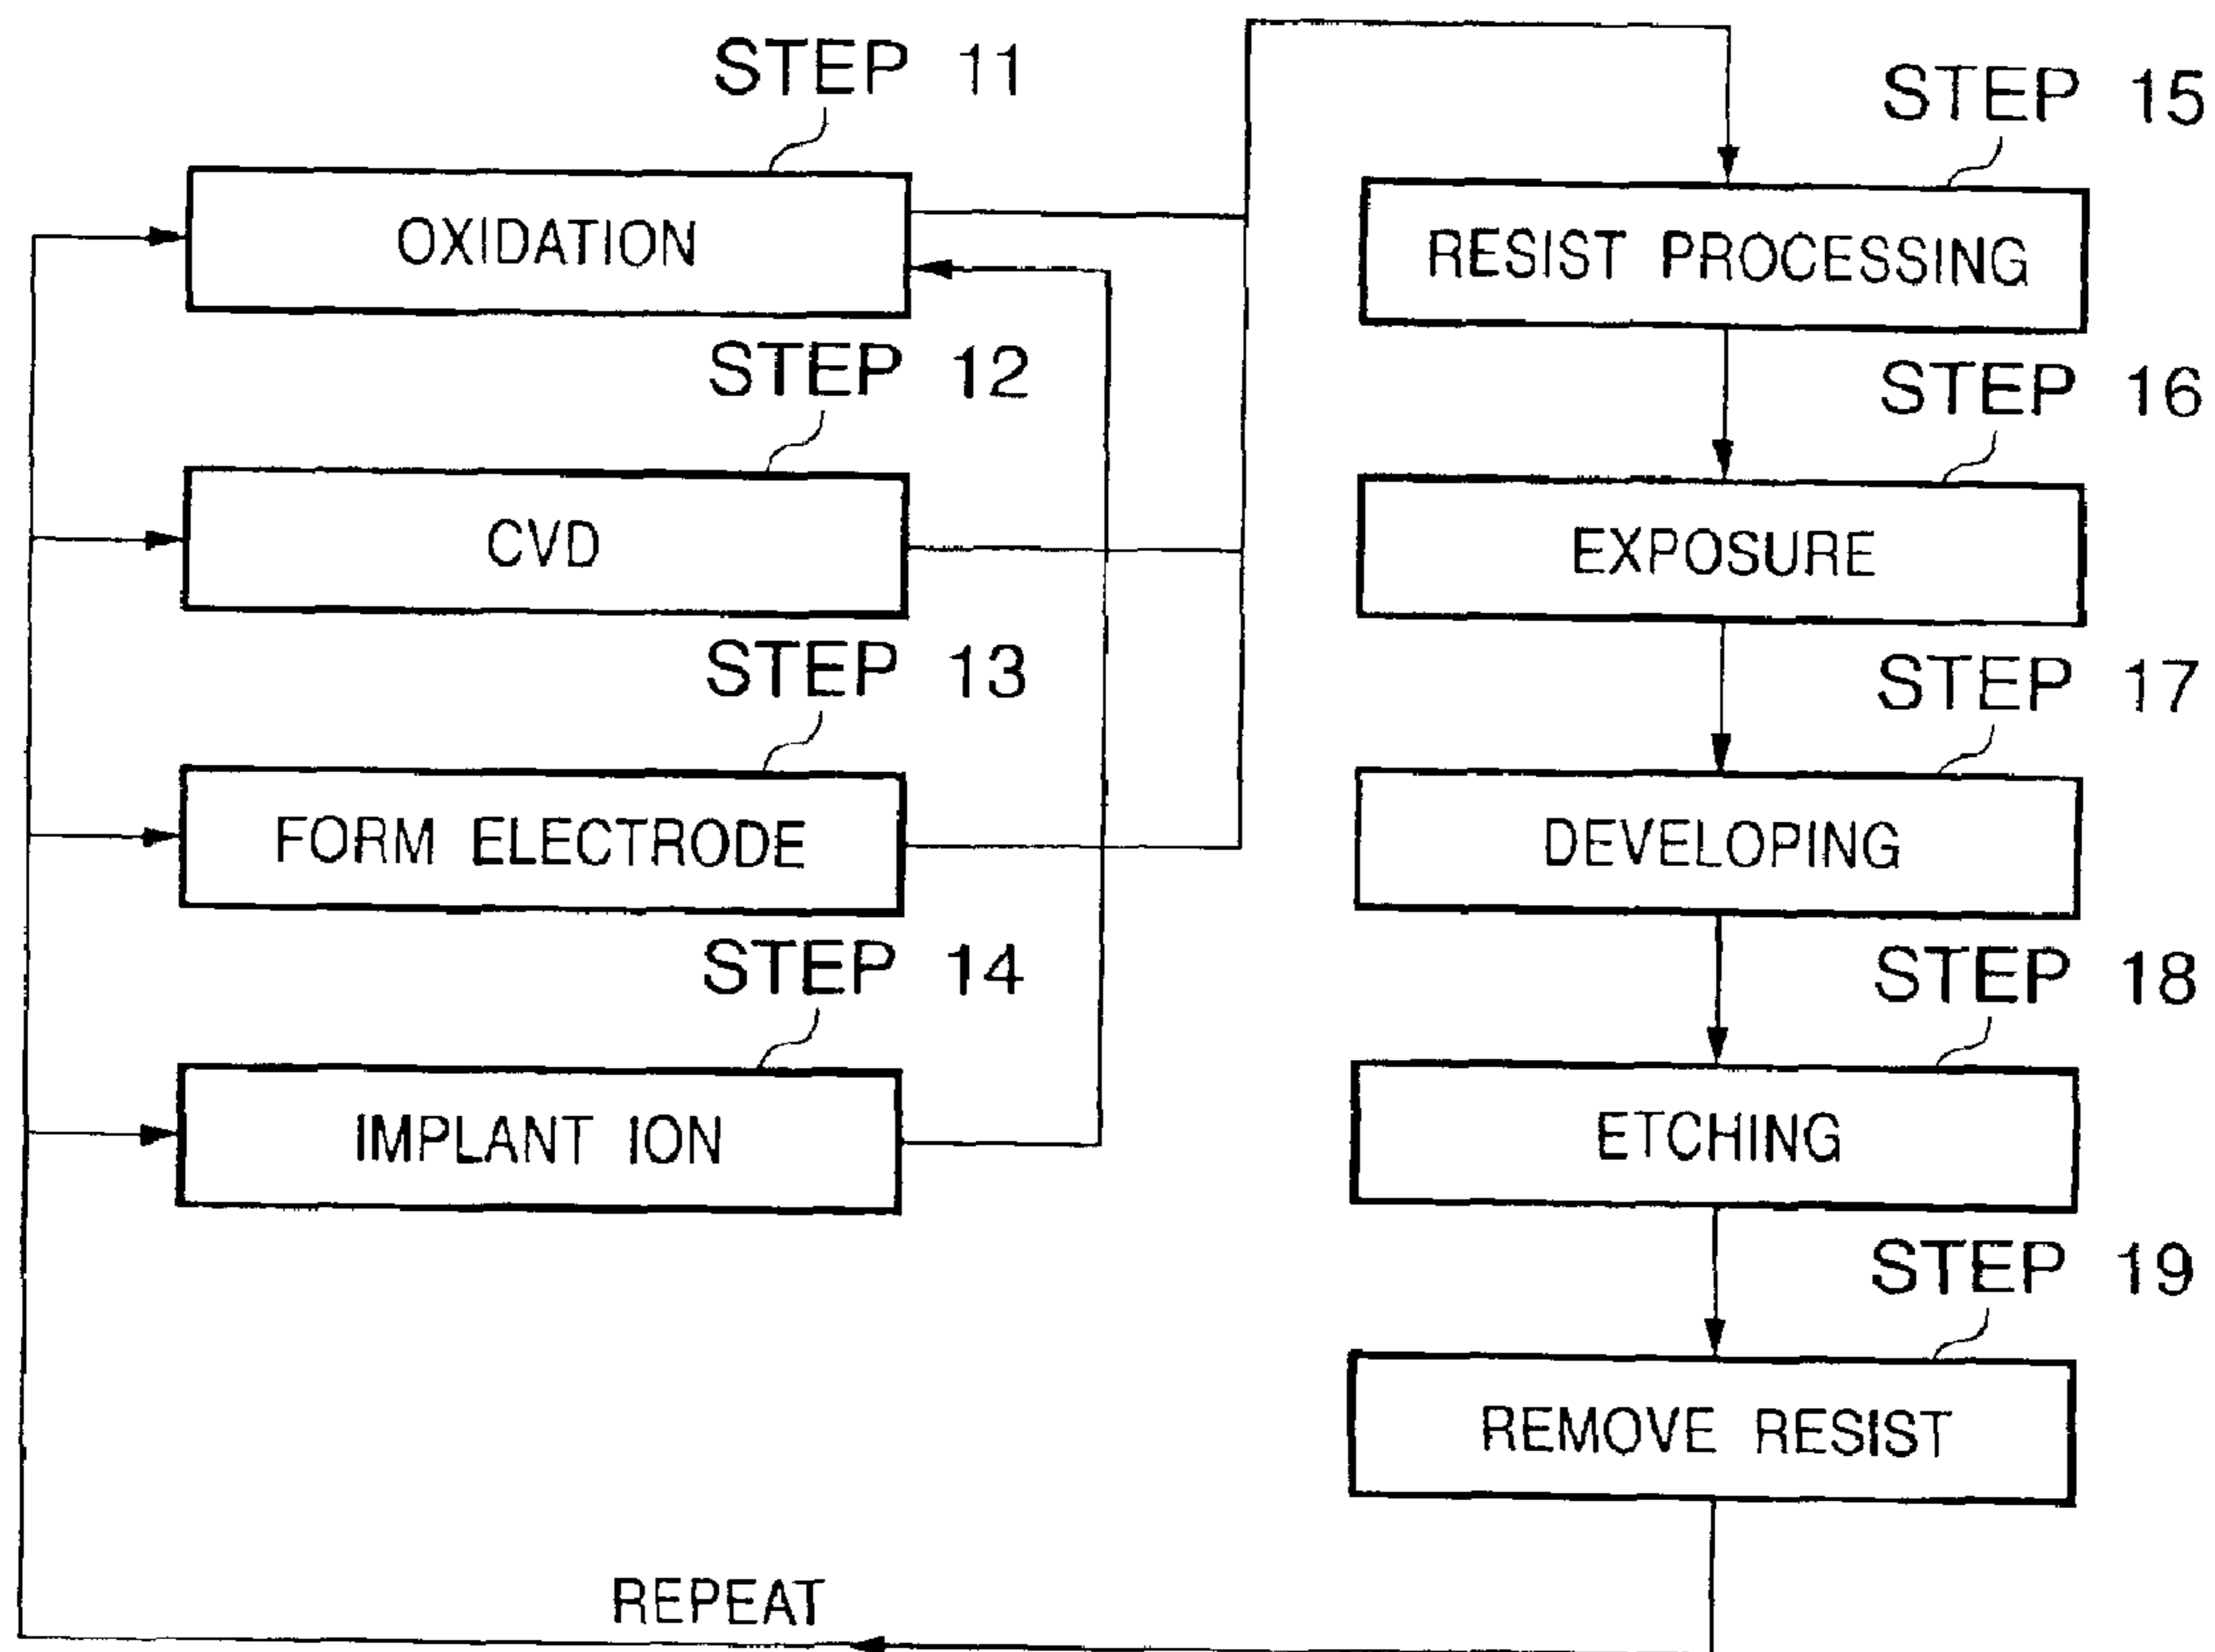 STEP 11
OXIDATION
STEP 12
CVD
STEP 13
FORM ELECTRODE
STEP 14
IMPLANT ION
STEP 15
RESIST PROCESSING
STEP 16
EXPOSURE
STEP 17
DEVELOPING
STEP 18
ETCHING
STEP 19
REMOVE RESIST
REPEAT